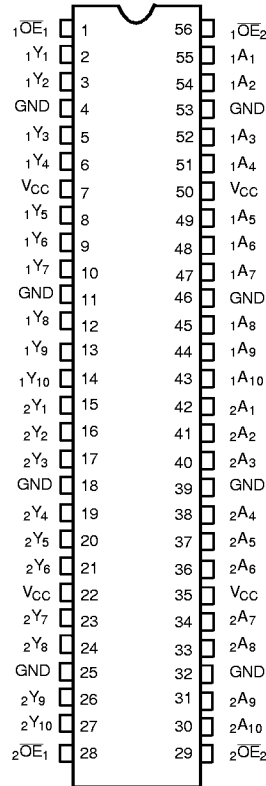 1OE1 1 56 1OE2
1Y1 2 55 1A1
1Y2 3 54 1A2
GND 4 53 GND
1Y3 5 52 1A3
1Y4 6 51 1A4
VCC 7 50 VCC
1Y5 8 49 1A5
1Y6 9 48 1A6
1Y7 10 47 1A7
GND 11 46 GND
1Y8 12 45 1A8
1Y9 13 44 1A9
1Y10 14 43 1A10
2Y1 15 42 2A1
2Y2 16 41 2A2
2Y3 17 40 2A3
GND 18 39 GND
2Y4 19 38 2A4
2Y5 20 37 2A5
2Y6 21 36 2A6
VCC 22 35 VCC
2Y7 23 34 2A7
2Y8 24 33 2A8
GND 25 32 GND
2Y9 26 31 2A9
2Y10 27 30 2A10
2OE1 28 29 2OE2